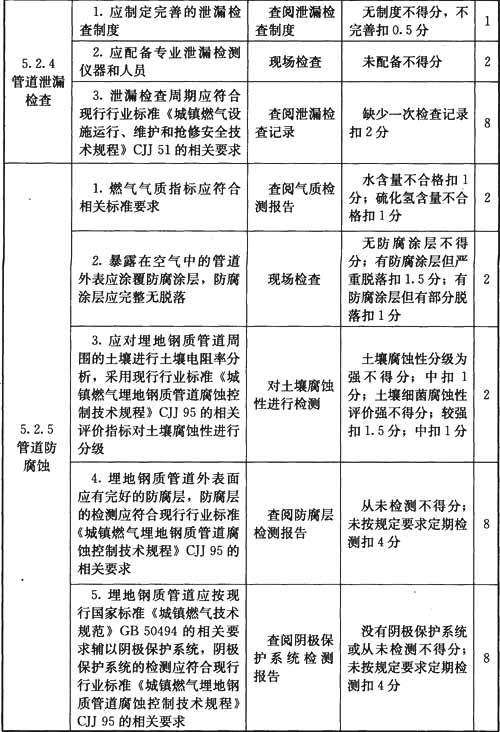 5.2.4
管道泄漏
检查
1. 应制定完善的泄漏检
查制度
查阅泄漏检
查制度
无制度不得分，不
完善扣 0.5 分
1
2. 应配备专业泄漏检测
仪器和人员
现场检查
未配备不得分
2
3. 泄漏检查周期应符合
现行行业标准《城镇燃气设
施运行、维护和抢修安全技
术规程》CJJ 51 的相关要求
查阅泄漏检
查记录
缺少一次检查记录
扣 2 分
8
5.2.5
管道防
腐蚀
1. 燃气气质指标应符合
相关标准要求
查阅气质检
测报告
水含量不合格扣 1
分；硫化氢含量不合
格扣 1 分
2
2. 暴露在空气中的管道
外表应涂覆防腐涂层，防腐
涂层应完整无脱落
现场检查
无防腐涂层不得
分；有防腐涂层但严
重脱落扣 1.5 分；有
防腐涂层但有部分脱
落扣 1 分
2
3. 应对埋地钢质管道周
围的土壤进行土壤电阻率分
析，采用现行行业标准《城
镇燃气埋地钢质管道腐蚀控
制技术规程》CJJ 95 的相关
评价指标对土壤腐蚀性进行
分级
对土壤腐蚀
性进行检测
土壤腐蚀性分级为
强不得分；中扣 1
分；土壤细菌腐蚀性
评价强不得分；较强
扣 1.5 分；中扣 1 分
2
4. 埋地钢质管道外表面
应有完好的防腐层，防腐层
的检测应符合现行行业标准
《城镇燃气埋地钢质管道腐
蚀控制技术规程》CJJ 95 的
相关要求
查阅防腐层
检测报告
从未检测不得分；
未按规定要求定期检
测扣 4 分
8
5. 埋地钢质管道应按现
行国家标准《城镇燃气技术
规范》GB 50494 的相关要
求辅以阴极保护系统，阴极
保护系统的检测应符合现行
行业标准《城镇燃气埋地钢
质管道腐蚀控制技术规程》
CJJ 95 的相关要求
查阅阴极保
护系统检测
报告
没有阴极保护系统
或从未检测不得分；
未按规定要求定期检
测扣 4 分
8